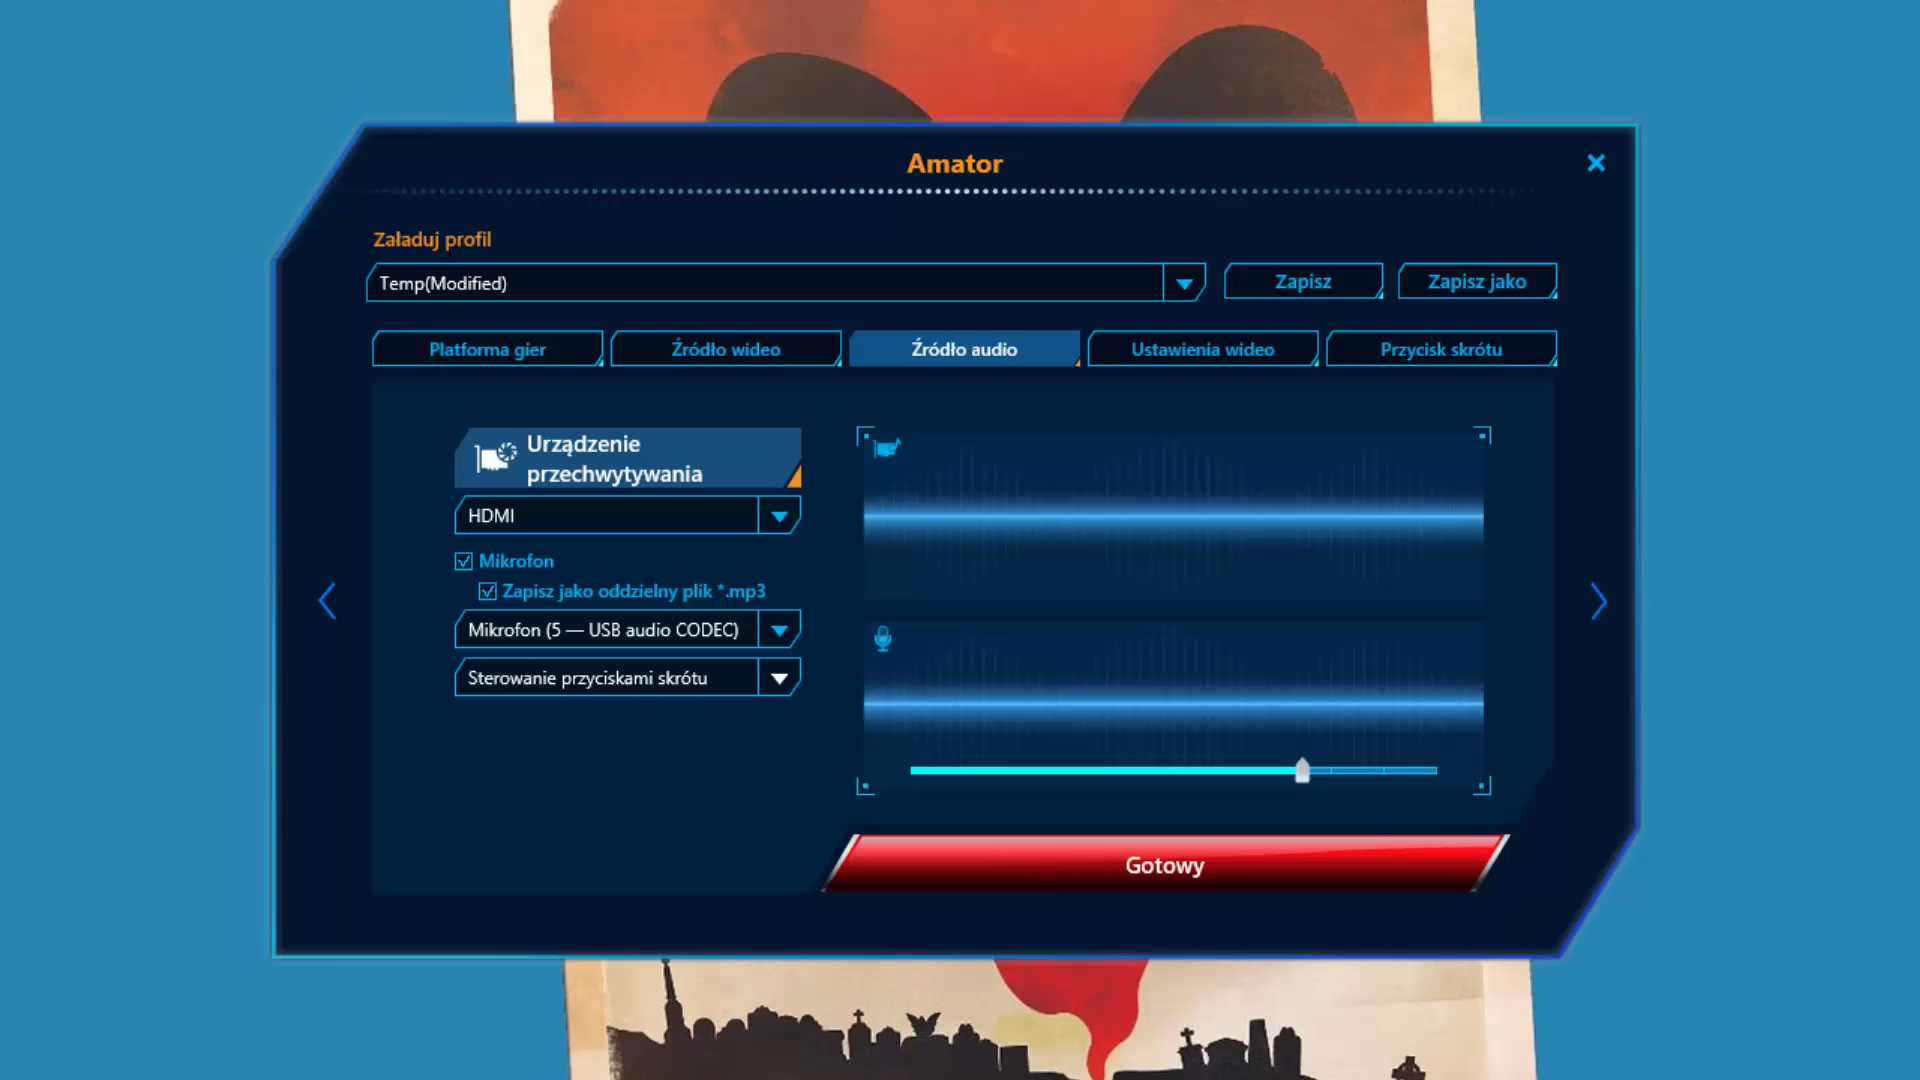 Amator
Załaduj profil
Temp(Modified)
Zapisz
Zapisz jako
Platforma gier
Źródło wideo
Źródło audio
Ustawienia wideo
Przycisk skrótu
Urządzenie
przechwytywania
HDMI
Mikrofon
Zapisz jako oddzielny plik *.mp3
Mikrofon (5 — USB audio CODEC)
Sterowanie przyciskami skrótu
Gotowy